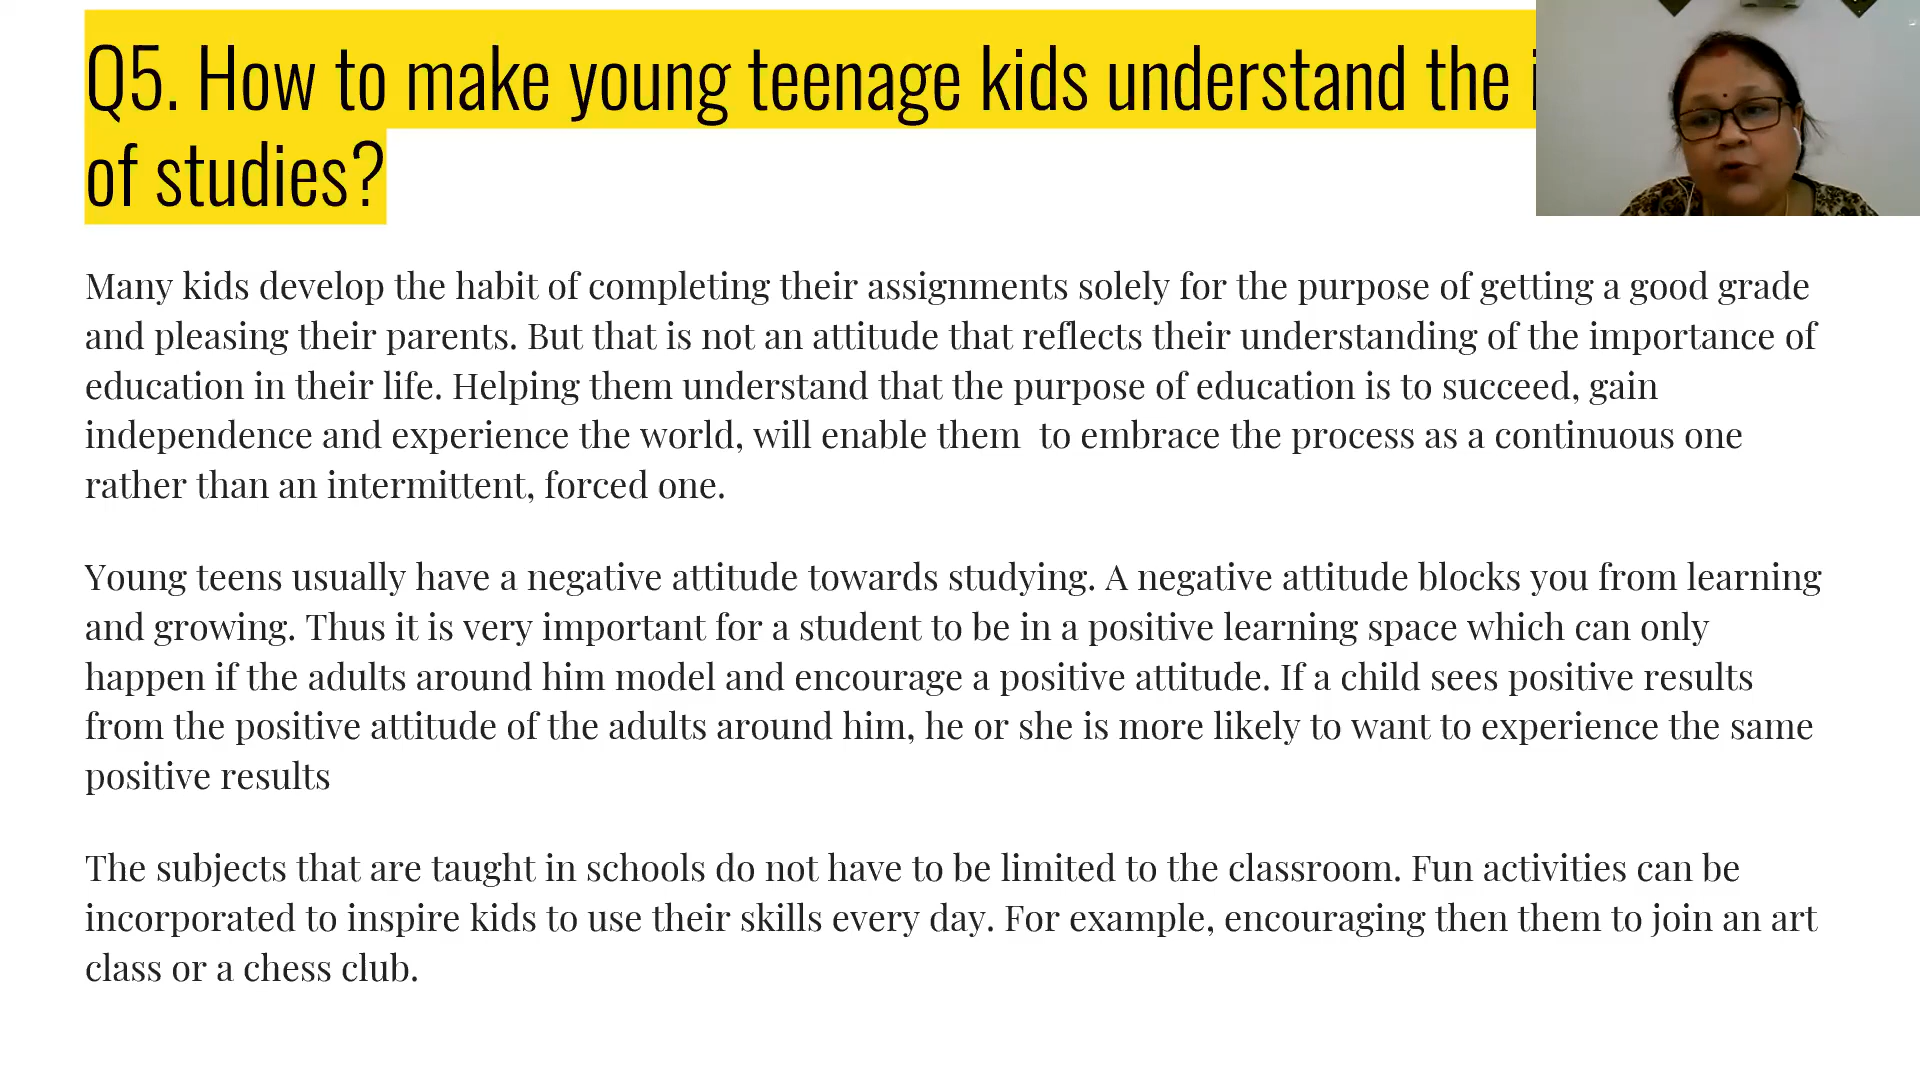 Q5. How to make young teenage kids understand the
of studies?
Many kids develop the habit of completing their assignments solely for the purpose of getting a good grade
and pleasing their parents. But that is not an attitude that reflects their understanding of the importance of
education in their life. Helping them understand that the purpose of education is to succeed, gain
independence and experience the world, will enable them  to embrace the process as a continuous one
rather than an intermittent, forced one.
Young teens usually have a negative attitude towards studying. A negative attitude blocks you from learning
and growing. Thus it is very important for a student to be in a positive learning space which can only
happen if the adults around him model and encourage a positive attitude. If a child sees positive results
from the positive attitude of the adults around him, he or she is more likely to want to experience the same
positive results
The subjects that are taught in schools do not have to be limited to the classroom. Fun activities can be
incorporated to inspire kids to use their skills every day. For example, encouraging then them to join an art
class or a chess club.